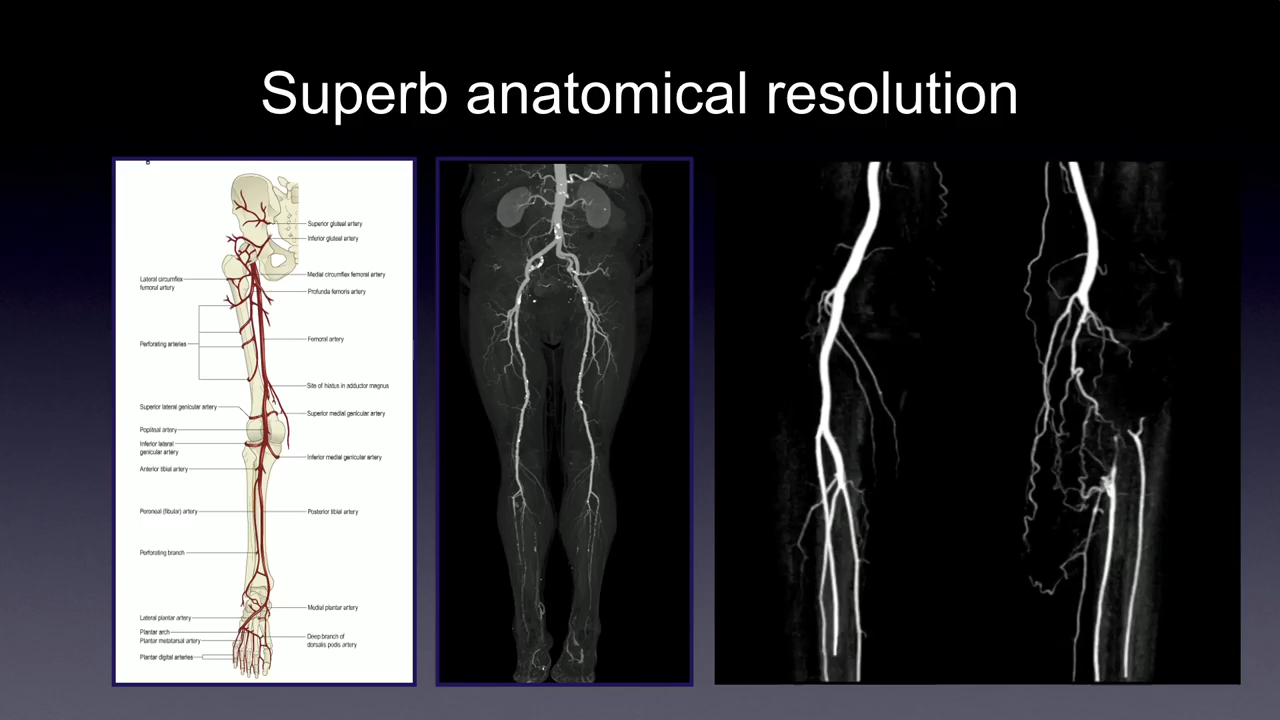 Superb anatomical resolution
Superior gluteal artery
Inferior gluteal artery
Medial circumflex femoral artery
Profunda femoris artery
Femoral artery
Site of hiatus in adductor magnus
Superior medial genicular artery
Inferior medial genicular artery
Posterior tibial artery
Medial plantar artery
Deep branch of
dorsalis pedis artery
Lateral circumflex
femoral artery
Perforating arteries
Superior lateral genicular artery
Popliteal artery
Inferior lateral
genicular artery
Anterior tibial artery
Peroneal (fibular) artery
Perforating branch
Lateral plantar artery
Plantar arch
Plantar metatarsal artery
Plantar digital arteries